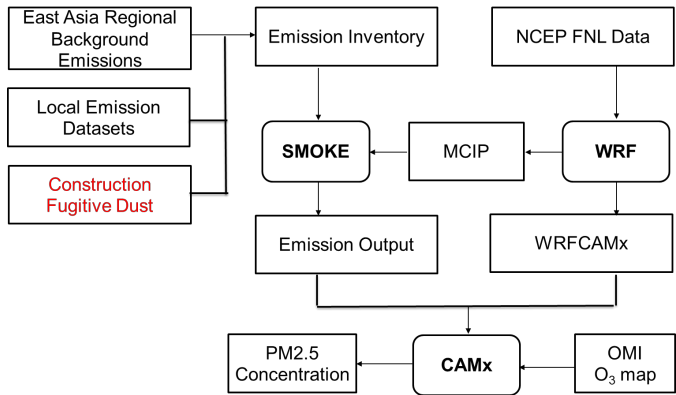 East Asia Regional
Background
Emissions
Emission Inventory
NCEP FNL Data
Local Emission
Datasets
SMOKE
MCIP
WRF
Construction
Fugitive Dust
Emission Output
WRFCAMx
PM2.5
Concentration
CAMx
OMI
O₃ map